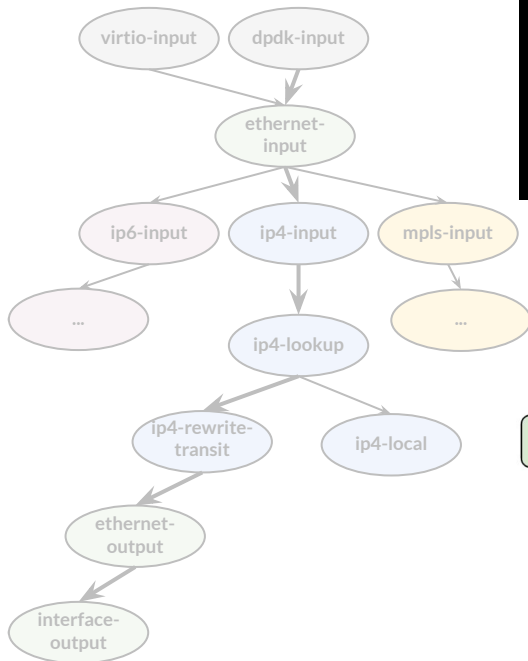 virtio-input
dpdk-input
ethernet-
input
ip6-input
ip4-input
mpls-input
...
...
ip4-lookup
ip4-rewrite-
transit
ip4-local
ethernet-
output
interface-
output